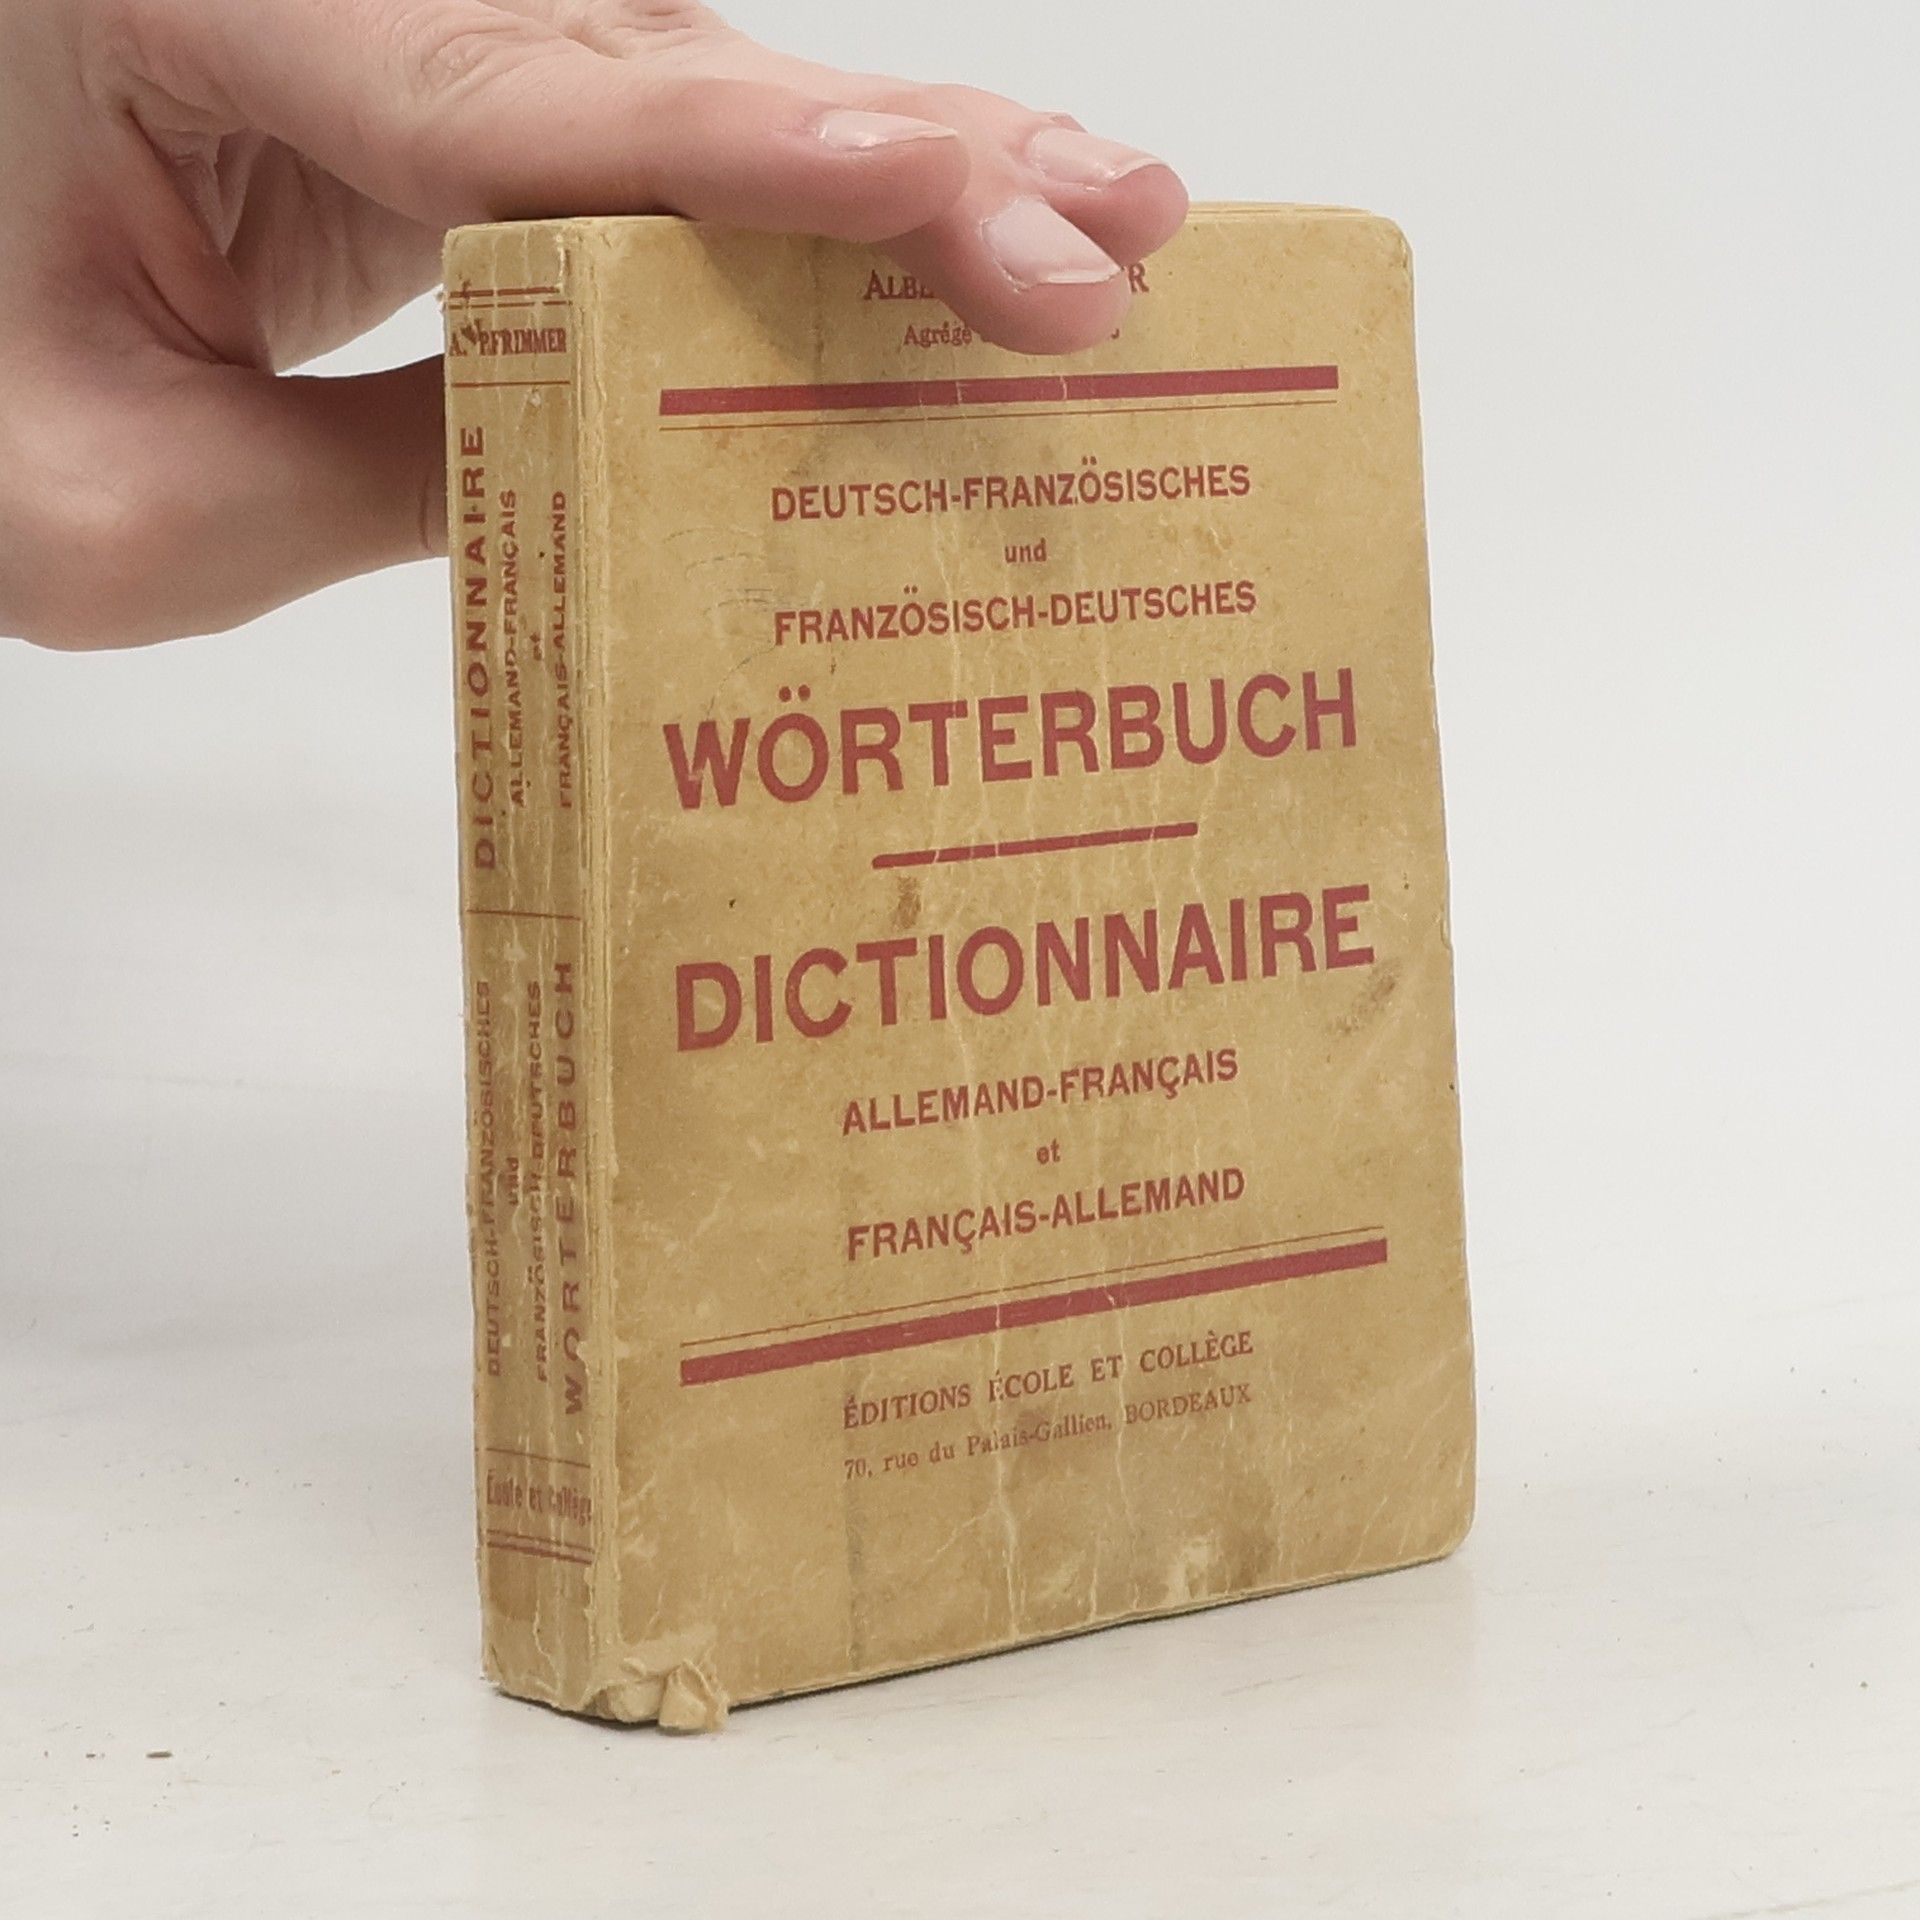 A. PFRIMMER
DICTIONNAIRE
ALLEMAND-FRANÇAIS
et
FRANÇAIS-ALLEMAND
DEUTSCH-FRANZÖSISCHES
und
FRANZÖSISCH-DEUTSCHES
WÖRTERBUCH
École et Collège
Agrégé
DEUTSCH-FRANZÖSISCHES
und
FRANZÖSISCH-DEUTSCHES
WÖRTERBUCH
DICTIONNAIRE
ALLEMAND-FRANÇAIS
et
FRANÇAIS-ALLEMAND
ÉDITIONS ÉCOLE ET COLLÈGE
70, rue du Palais-Gallien, BORDEAUX